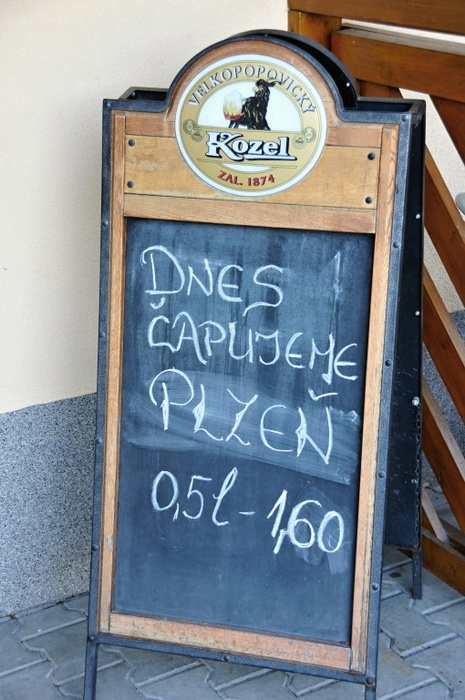 VELKOPOPOVICKÝ
Kozel
ZAL. 1874
DNES
ČAPUJEME
PLZEŇ
0,5l - 1,60